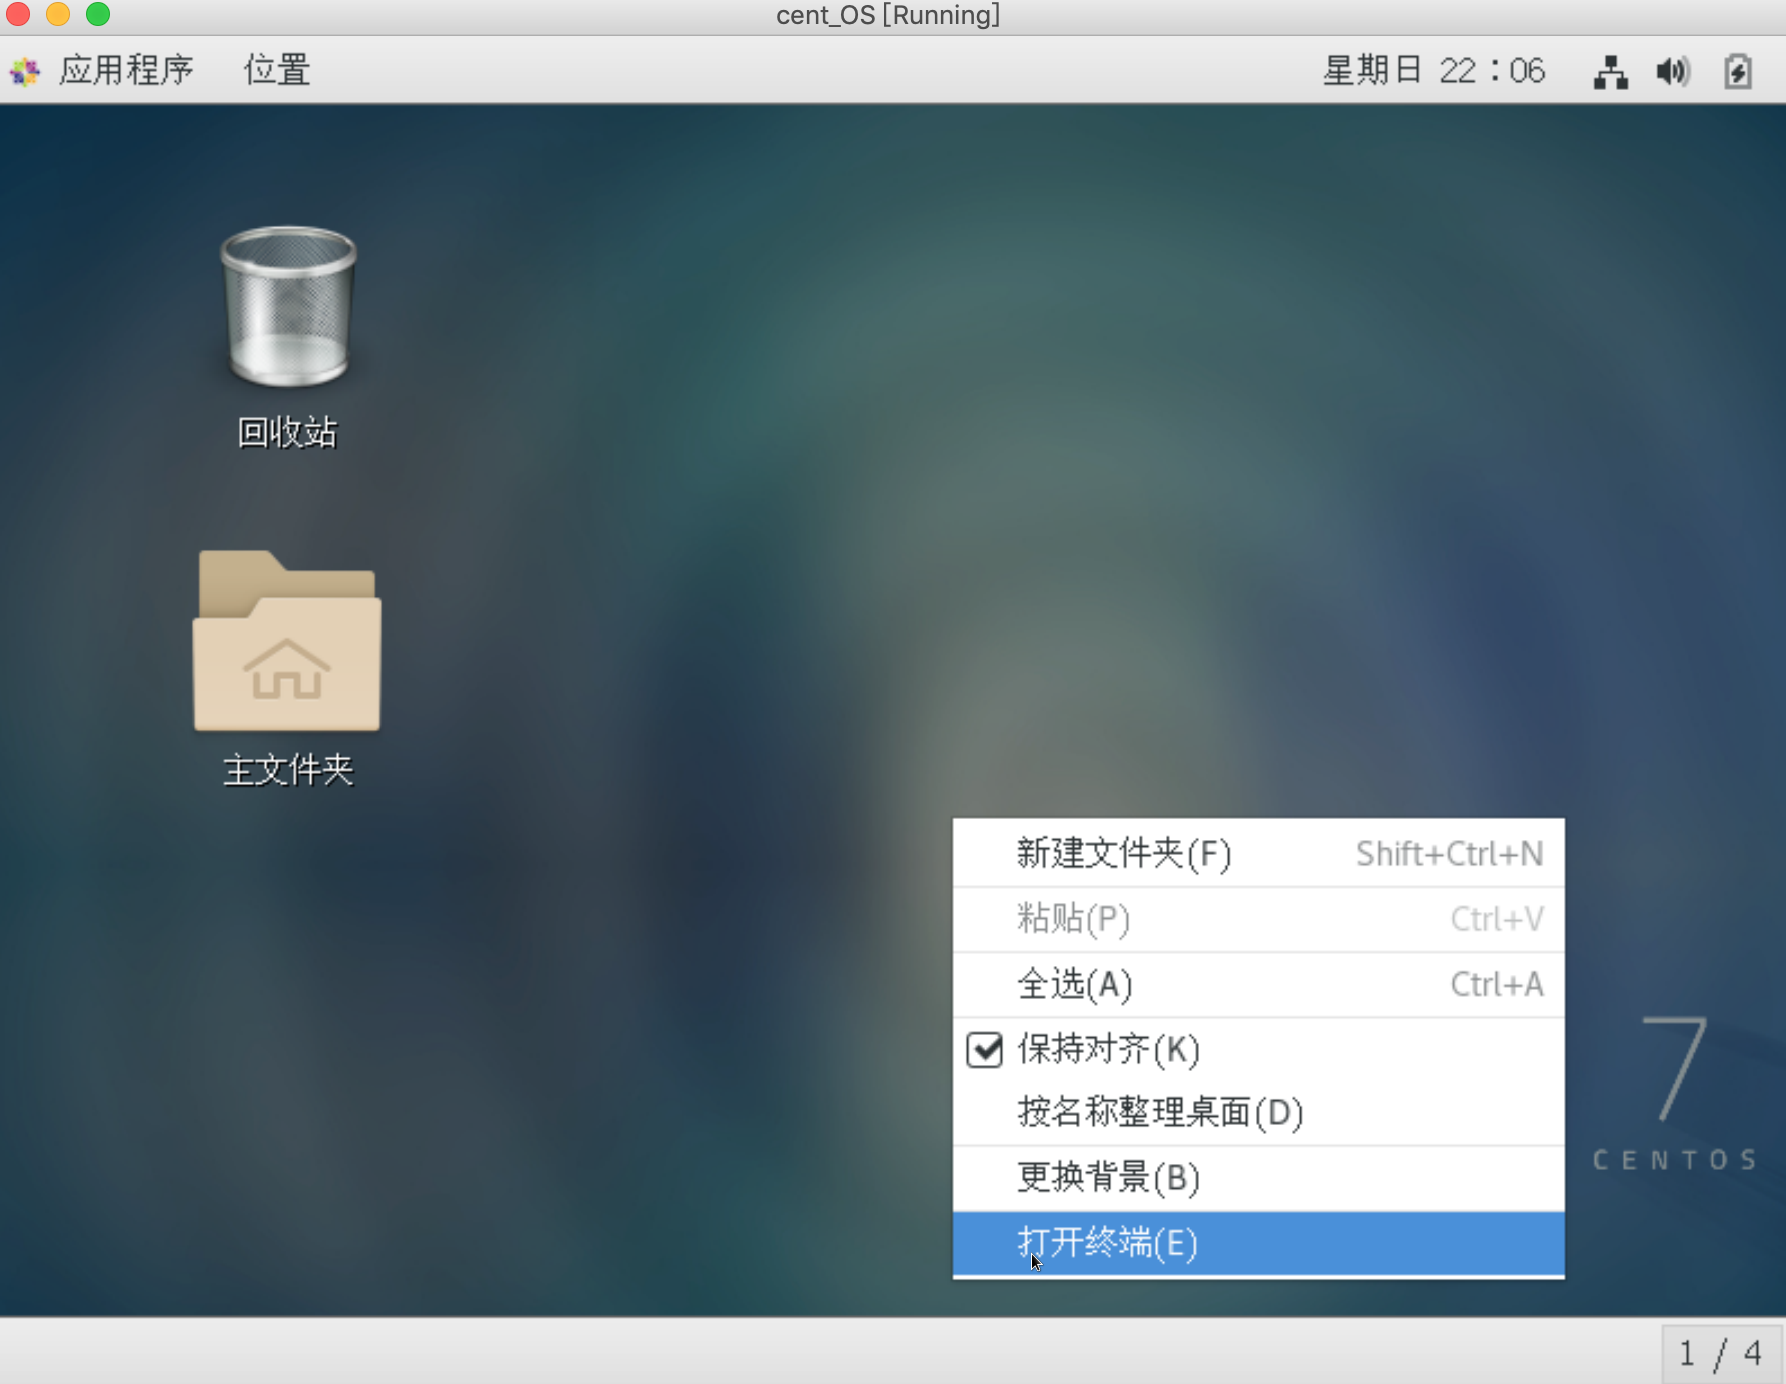 cent_OS [Running]
应用程序 位置 星期日 22：06
回收站
主文件夹
新建文件夹(F) Shift+Ctrl+N
粘贴(P) Ctrl+V
全选(A) Ctrl+A
保持对齐(K)
按名称整理桌面(D)
更换背景(B)
打开终端(E)
7
CENTOS
1 / 4